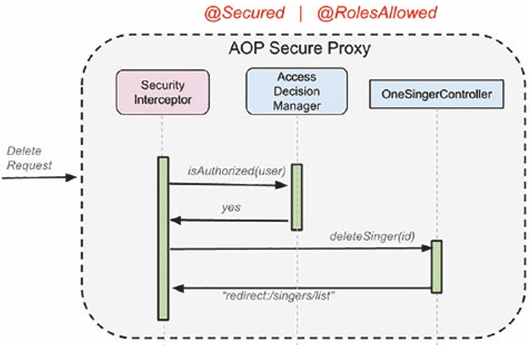 @Secured | @RolesAllowed
AOP Secure Proxy
Security
Interceptor
Access
Decision
Manager
OneSingerController
Delete
Request
isAuthorized(user)
yes
deleteSinger(id)
"redirect:/singers/list"